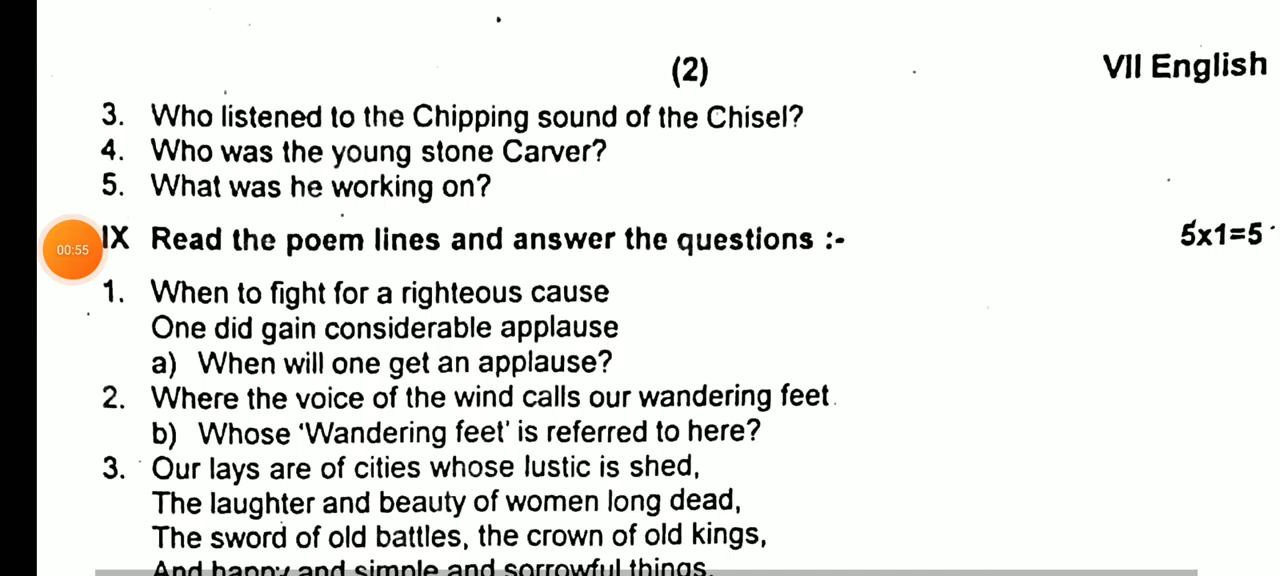 (2)
VII English
3. Who listened to the Chipping sound of the Chisel?
4. Who was the young stone Carver?
5. What was he working on?
00:55
IX Read the poem lines and answer the questions :-
5x1=5
1. When to fight for a righteous cause
One did gain considerable applause
a) When will one get an applause?
2. Where the voice of the wind calls our wandering feet
b) Whose 'Wandering feet' is referred to here?
3. Our lays are of cities whose lustic is shed,
The laughter and beauty of women long dead,
The sword of old battles, the crown of old kings,
And happy and simple and sorrowful things.